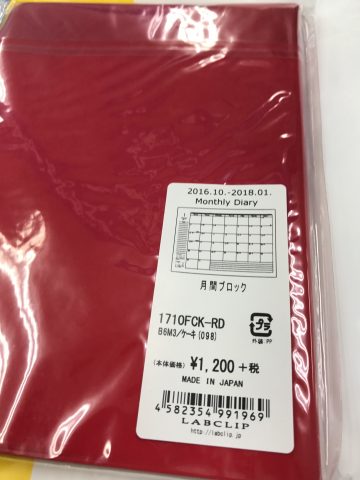 2016.10.-2018.01.
Monthly Diary
月間ブロック
1710FCK-RD
B6M3/ケーキ(098)
プラ
外装:PP
(本体価格) ¥1,200+税
MADE IN JAPAN
4 582354 991969
LABCLIP
http://labclip.jp